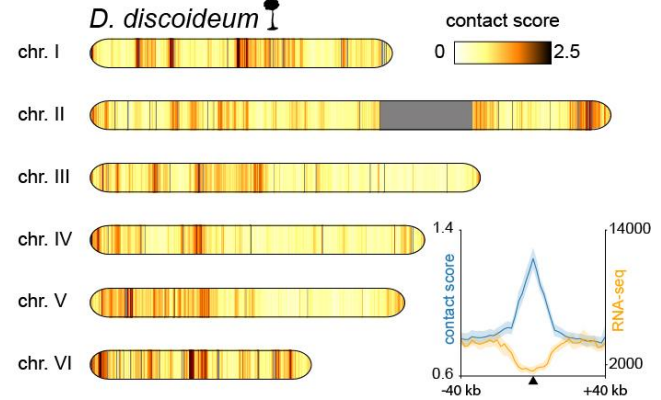 D. discoideum
contact score
0 2.5
chr. I
chr. II
chr. III
chr. IV
chr. V
chr. VI
1.4 14000
contact score
RNA-seq
0.6 2000
-40 kb +40 kb